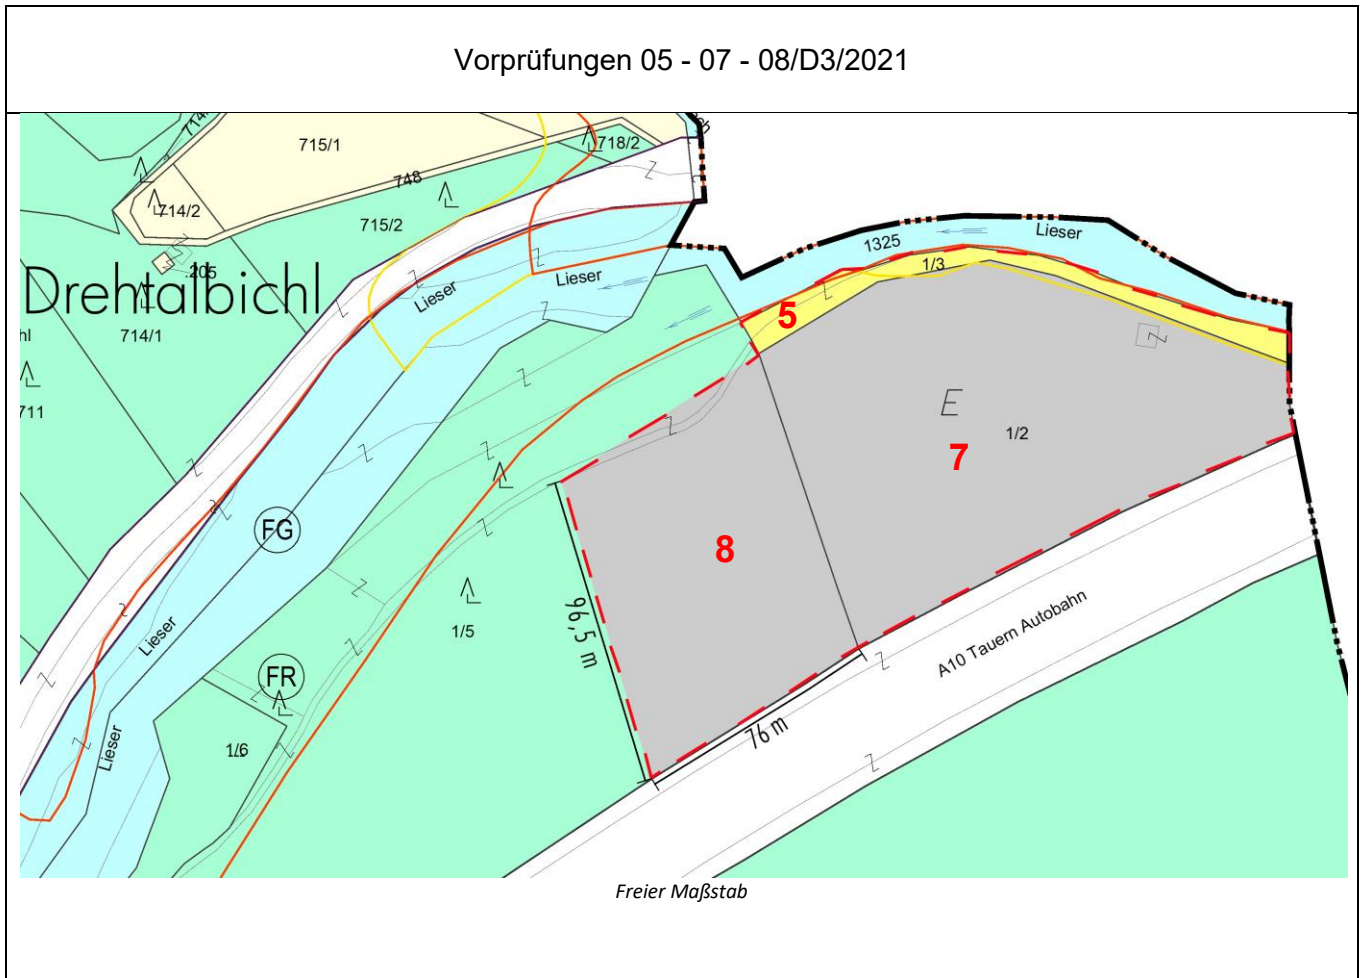 Vorprüfungen 05 - 07 - 08/D3/2021
714/
715/1
718/2
748
714/2
715/2
1325
Lieser
1/3
.205
Drehtalbichl
Lieser
Lieser
5
hl
714/1
E
711
1/2
7
FG
8
96,5 m
1/5
Lieser
A10 Tauern Autobahn
FR
76 m
1/6
Lieser
Freier Maßstab